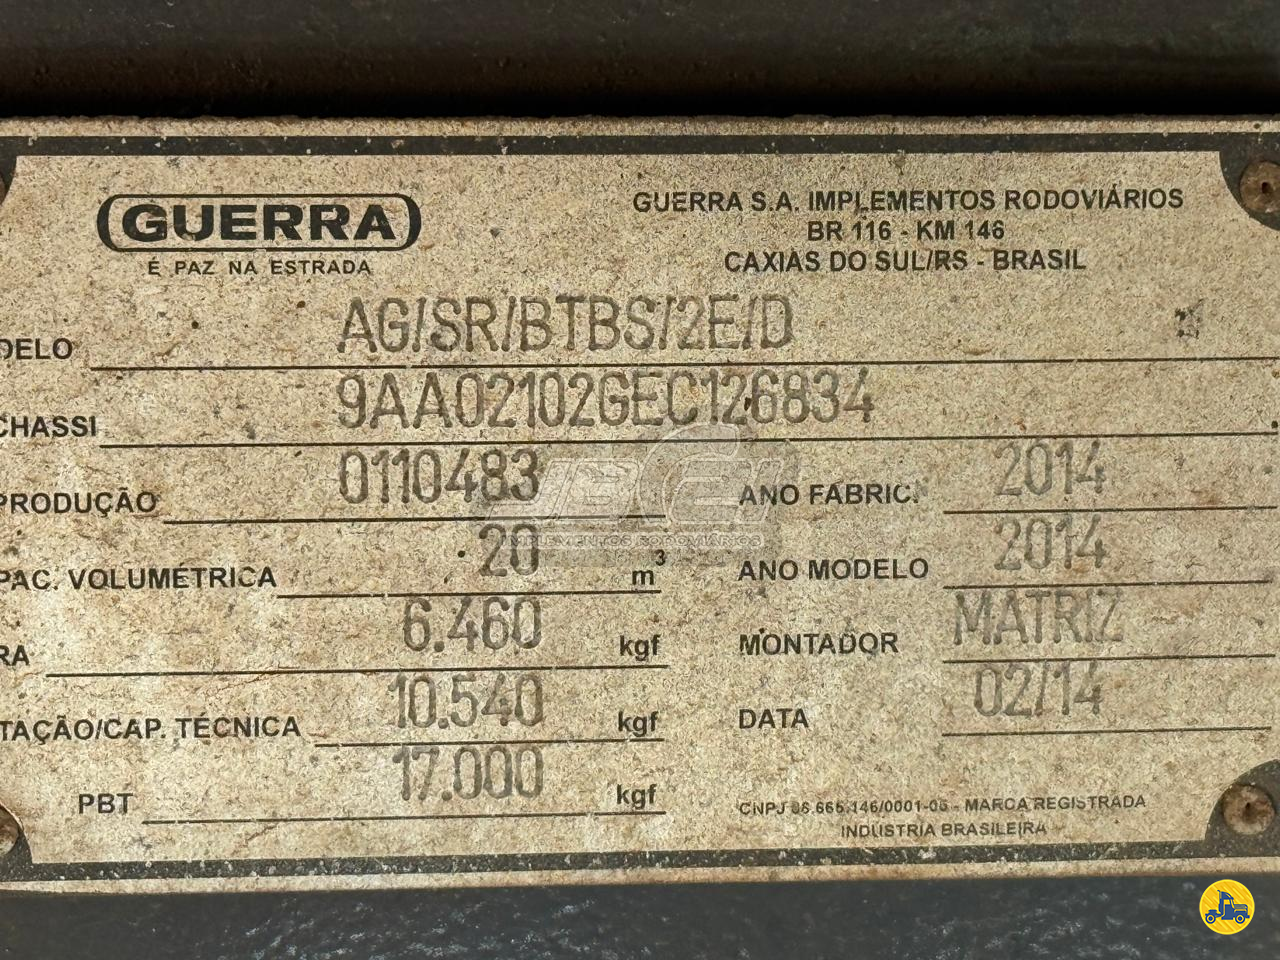 GUERRA
É PAZ NA ESTRADA
GUERRA S.A. IMPLEMENTOS RODOVIÁRIOS
BR 116 - KM 146
CAXIAS DO SUL/RS - BRASIL
DELO AG/SR/BTBS/2E/D
CHASSI 9AA02102GEC126834
PRODUÇÃO 0110483
ANO FABRIC. 2014
PAC. VOLUMÉTRICA 20 m³
ANO MODELO 2014
RA 6.460 kgf
MONTADOR MATRIZ
TAÇÃO/CAP. TÉCNICA 10.540 kgf
DATA 02/14
PBT 17.000 kgf
CNPJ - MARCA REGISTRADA
INDÚSTRIA BRASILEIRA
IMPLEMENTOS RODOVIÁRIOS